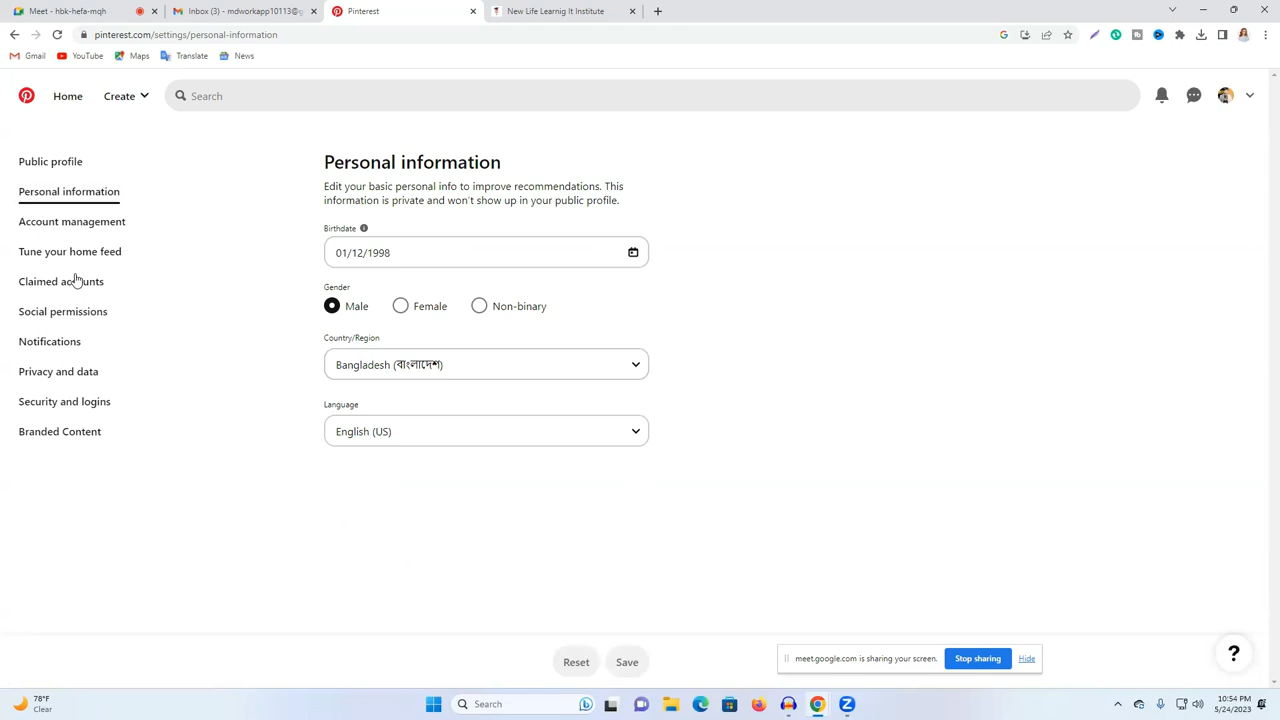 Meet - hbk-hefa-mqh
Inbox (3) - mdworkapp10113@g
Pinterest
New Life Learnig It Institute
pinterest.com/settings/personal-information
Gmail
YouTube
Maps
Translate
News
Home
Create
Search
Public profile
Personal information
Account management
Tune your home feed
Claimed accounts
Social permissions
Notifications
Privacy and data
Security and logins
Branded Content
Personal information
Edit your basic personal info to improve recommendations. This
information is private and won't show up in your public profile.
Birthdate
01/12/1998
Gender
Male
Female
Non-binary
Country/Region
Bangladesh (বাংলাদেশ)
Language
English (US)
Reset
Save
meet.google.com is sharing your screen.
Stop sharing
Hide
?
78°F
Clear
Search
10:54 PM
5/24/2023